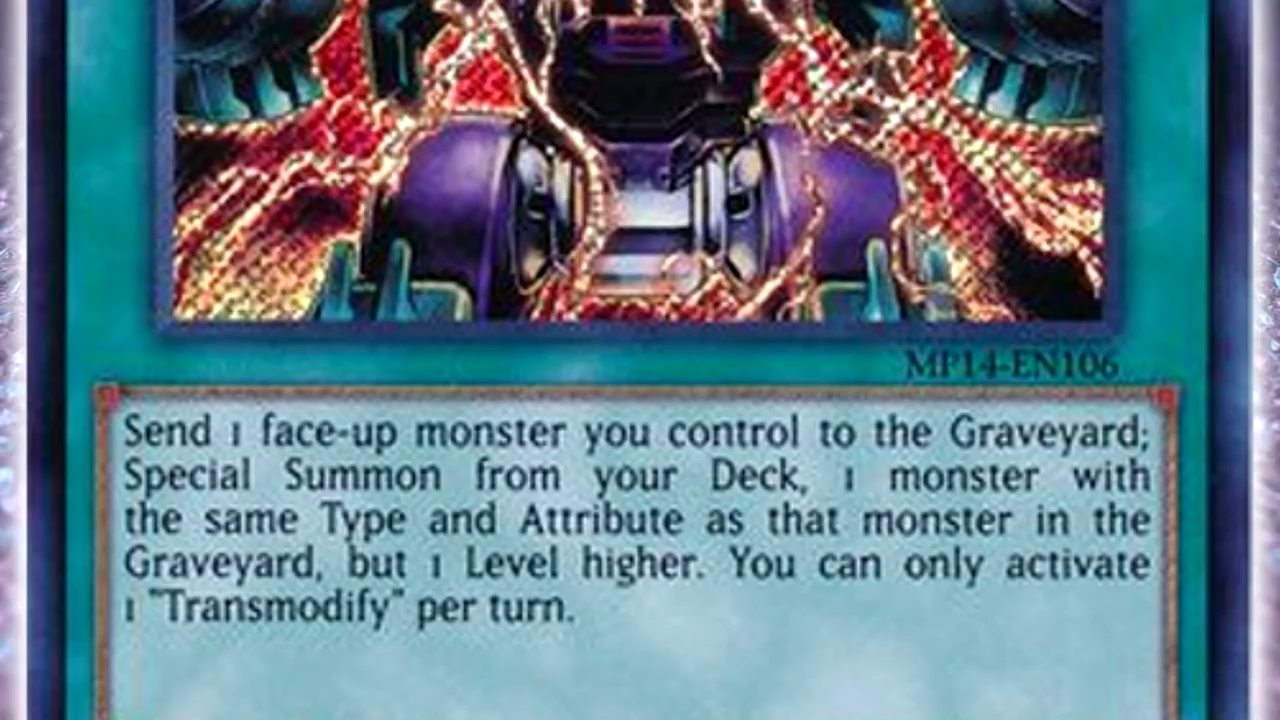 MP14-EN106
Send 1 face-up monster you control to the Graveyard;
Special Summon from your Deck, 1 monster with
the same Type and Attribute as that monster in the
Graveyard, but 1 Level higher. You can only activate
1 "Transmodify" per turn.